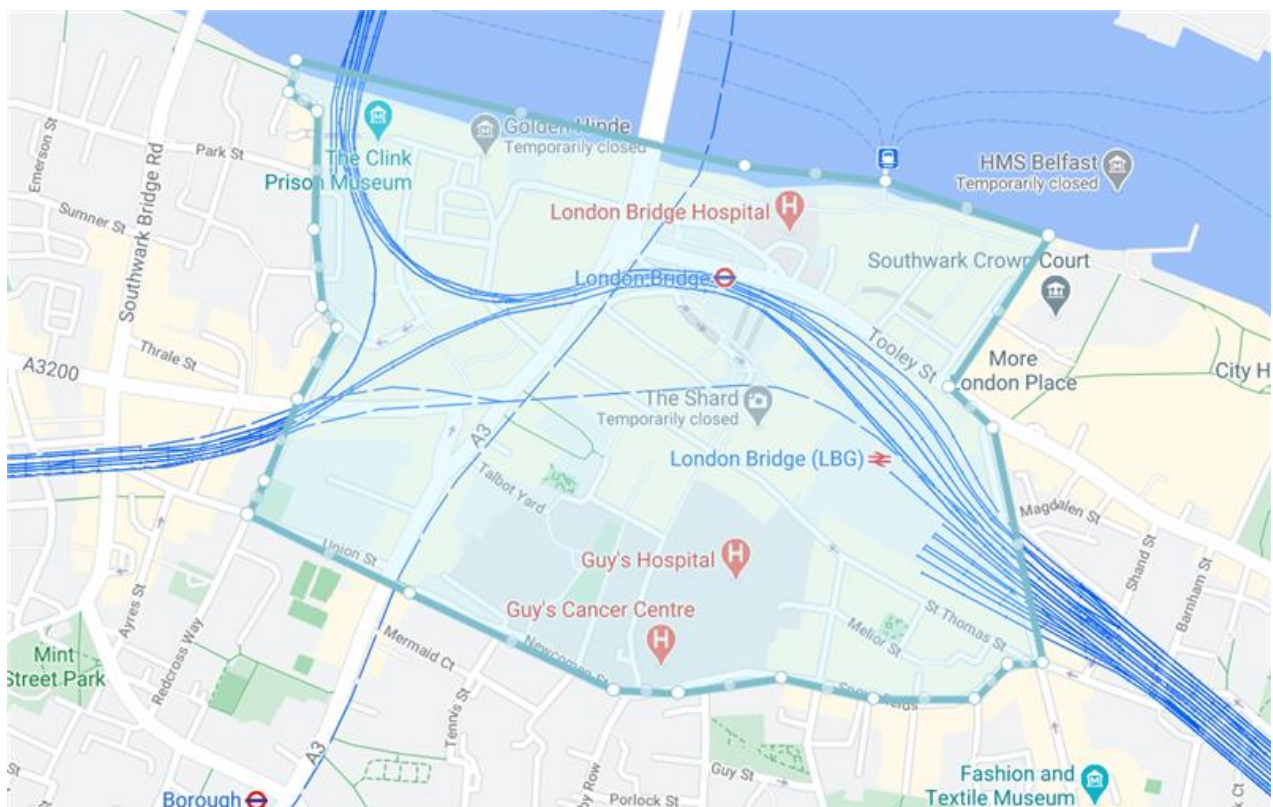 Golden Hinde
Temporarily closed
The Clink
Prison Museum
HMS Belfast
Temporarily closed
Emerson St
Park St
Southwark Bridge Rd
Sumner St
London Bridge Hospital
London Bridge
Southwark Crown Court
Tooley St
More
London Place
City H
Thrale St
A3200
The Shard
Temporarily closed
A3
London Bridge (LBG)
Talbot Yard
Magdalen St
Union St
Guy's Hospital
Shand St
Barnham St
Guy's Cancer Centre
St Thomas St
Melior St
Ayres St
Redcross Way
Mermaid Ct
Newcomen St
Mint
Street Park
Tennis St
A3
Guy St
Fashion and
Textile Museum
Borough
Porlock St